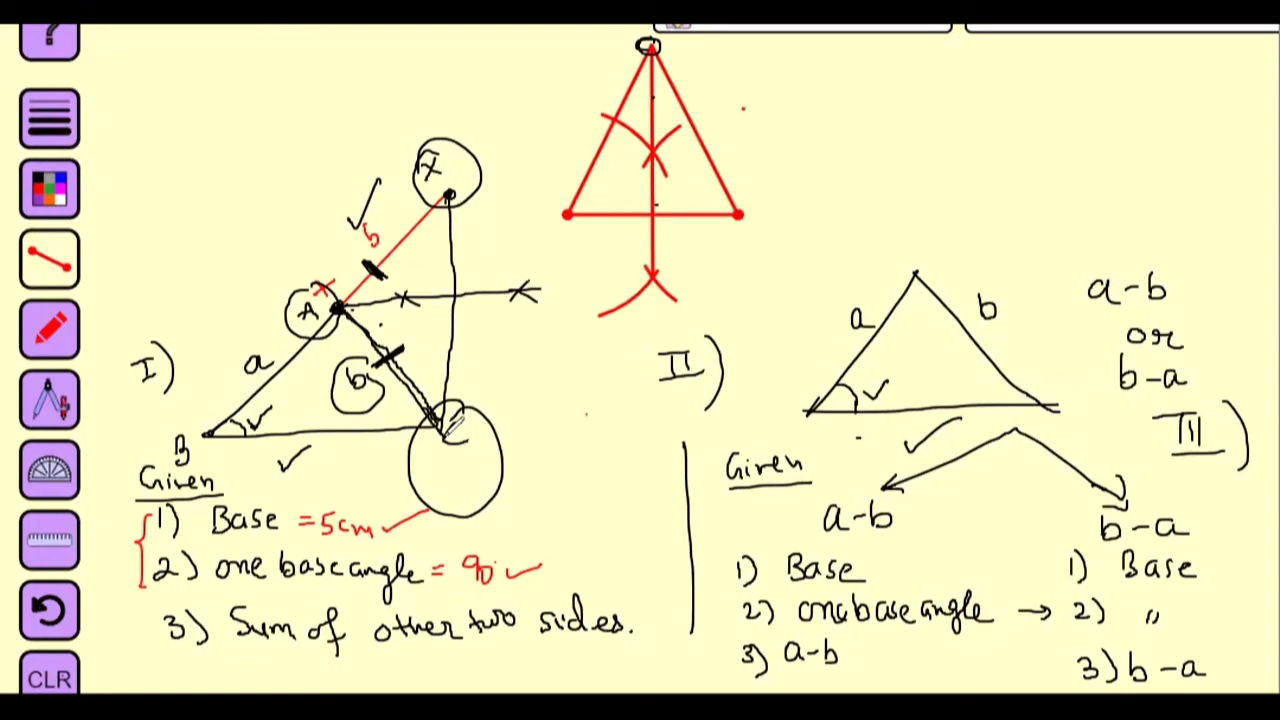 ?
X
b
A
a
b
I)
B
Given
1) Base = 5cm
2) one base angle = 90°
3) Sum of other two sides.
II)
a
b
a-b
or
b-a
III)
Given
a-b
b-a
1) Base
2) one base angle →
3) a-b
1) Base
2) "
3) b-a
CLR